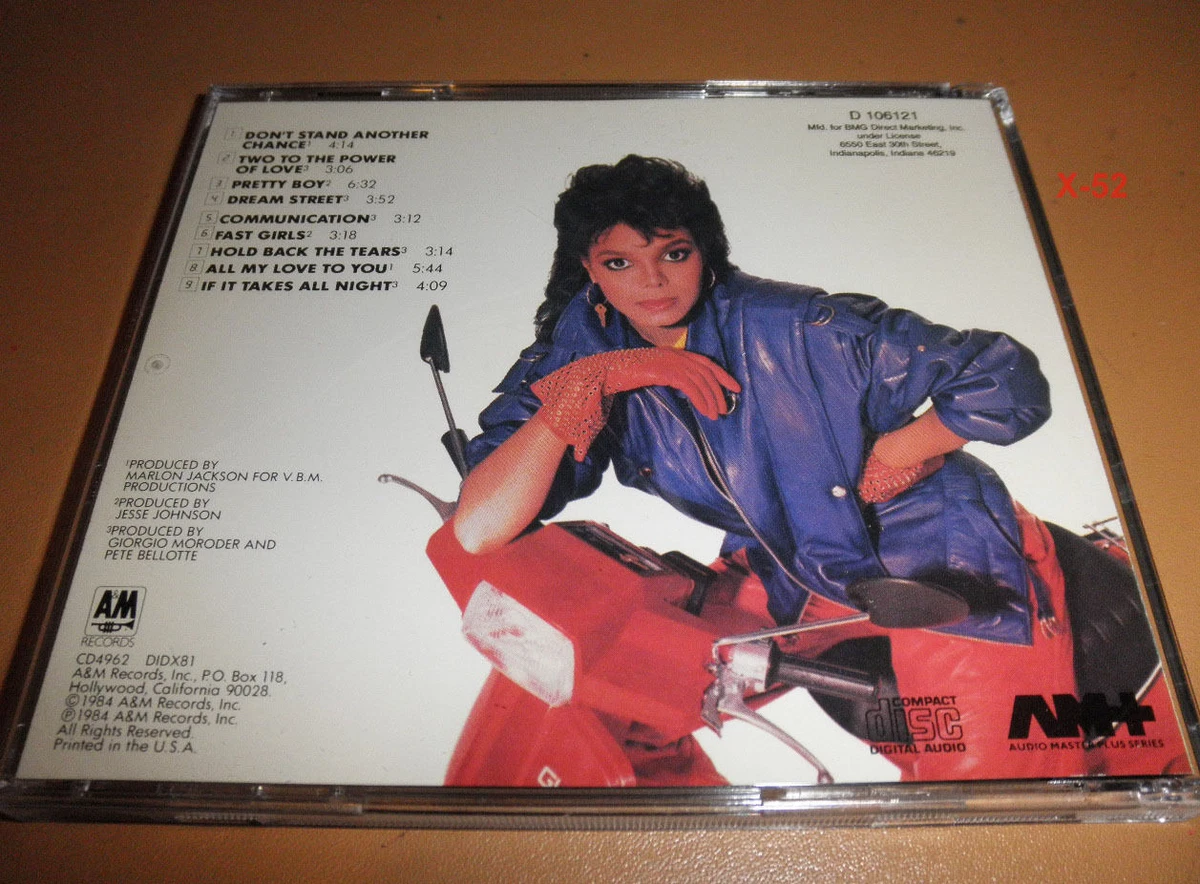 1 DON'T STAND ANOTHER
CHANCE¹ 4:14
2 TWO TO THE POWER
OF LOVE³ 3:06
3 PRETTY BOY² 6:32
4 DREAM STREET³ 3:52
5 COMMUNICATION³ 3:12
6 FAST GIRLS² 3:18
7 HOLD BACK THE TEARS³ 3:14
8 ALL MY LOVE TO YOU¹ 5:44
9 IF IT TAKES ALL NIGHT³ 4:09
D 106121
Mfd. for BMG Direct Marketing, Inc.
under License
6550 East 30th Street,
Indianapolis, Indiana 46219
X-52
¹PRODUCED BY
MARLON JACKSON FOR V.B.M.
PRODUCTIONS
²PRODUCED BY
JESSE JOHNSON
³PRODUCED BY
GIORGIO MORODER AND
PETE BELLOTTE
A&M
RECORDS
CD4962 DIDX81
A&M Records, Inc., P.O. Box 118,
Hollywood, California 90028.
©1984 A&M Records, Inc.
℗1984 A&M Records, Inc.
All Rights Reserved.
Printed in the U.S.A.
COMPACT
disc
DIGITAL AUDIO
AM+
AUDIO MASTER PLUS SERIES